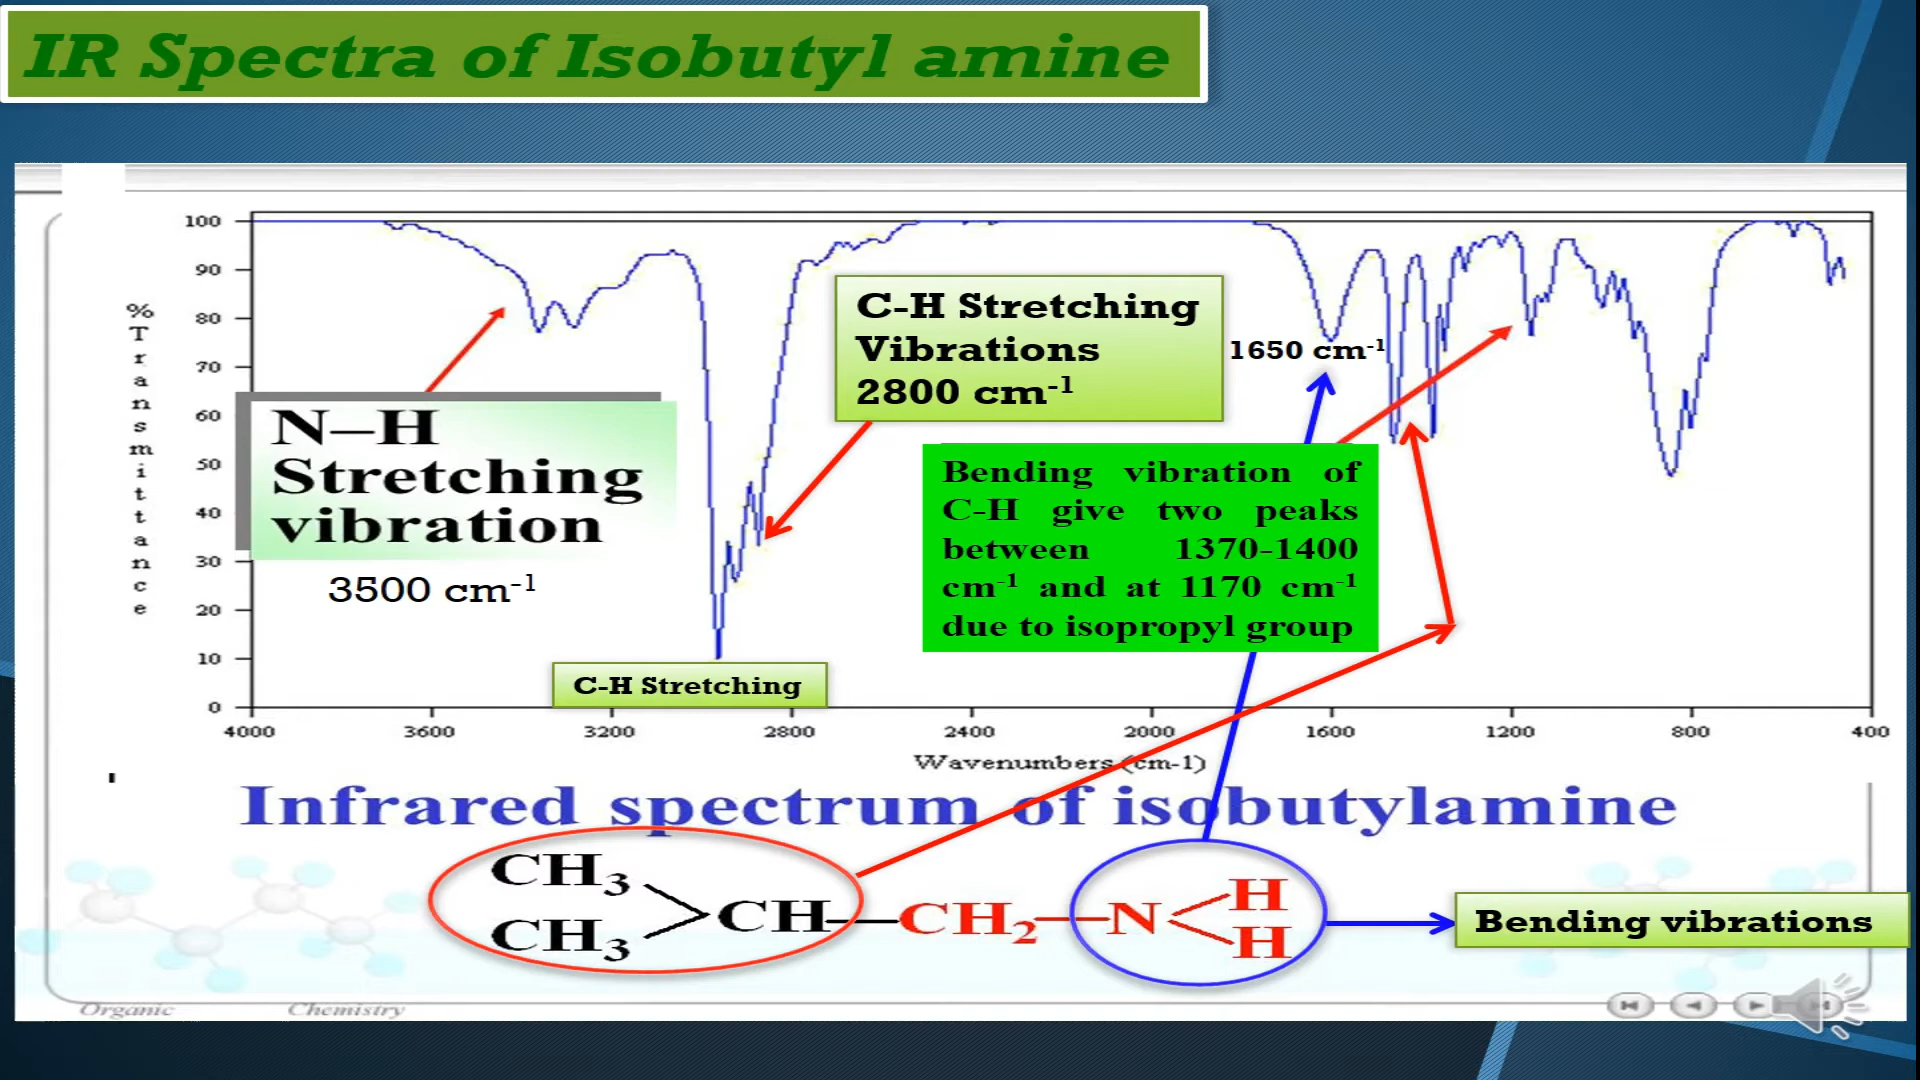 IR Spectra of Isobutyl amine
100
90
80
70
60
50
40
30
20
10
0
% Transmittance
N–H
Stretching
vibration
3500 cm⁻¹
C-H Stretching
Vibrations
2800 cm⁻¹
1650 cm⁻¹
Bending vibration of
C-H give two peaks
between 1370-1400
cm⁻¹ and at 1170 cm⁻¹
due to isopropyl group
C-H Stretching
4000 3600 3200 2800 2400 2000 1600 1200 800 400
Wavenumbers (cm-1)
Infrared spectrum of isobutylamine
CH₃
CH₃
CH—CH₂—N
H
H
Bending vibrations
Organic Chemistry